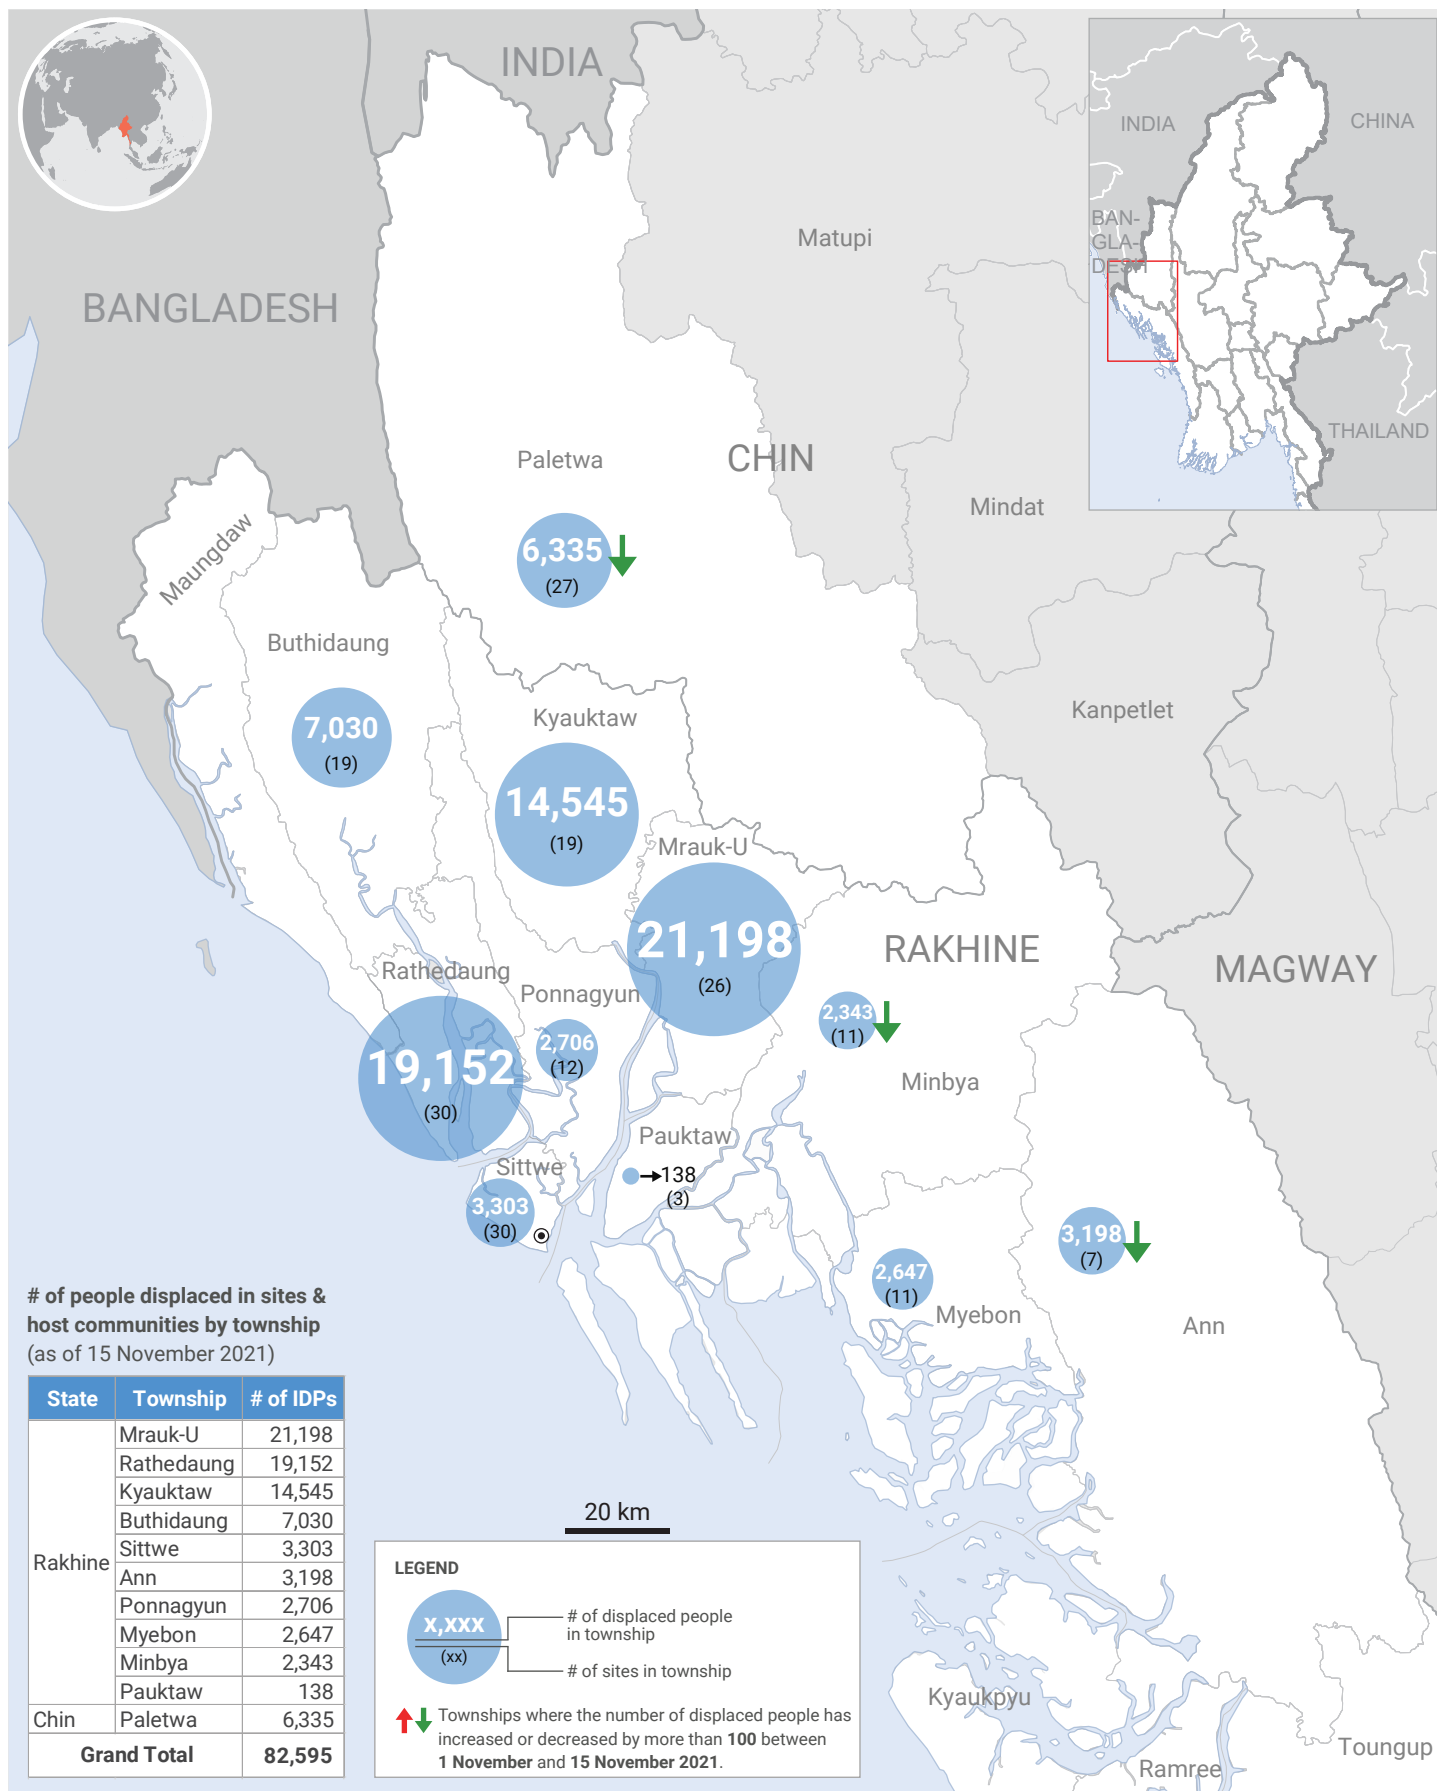 INDIA
BANGLADESH
Matupi
INDIA
CHINA
BAN-
GLA-
DESH
THAILAND
Paletwa
CHIN
6,335
(27)
Mindat
Maungdaw
Buthidaung
7,030
(19)
Kyauktaw
14,545
(19)
Kanpetlet
Mrauk-U
21,198
(26)
RAKHINE
MAGWAY
Rathedaung
19,152
(30)
Ponnagyun
2,706
(12)
2,343
(11)
Minbya
Pauktaw
138
(3)
Sittwe
3,303
(30)
3,198
(7)
Ann
2,647
(11)
Myebon
# of people displaced in sites &
host communities by township
(as of 15 November 2021)
State Township # of IDPs
Rakhine
Mrauk-U 21,198
Rathedaung 19,152
Kyauktaw 14,545
Buthidaung 7,030
Sittwe 3,303
Ann 3,198
Ponnagyun 2,706
Myebon 2,647
Minbya 2,343
Pauktaw 138
Chin Paletwa 6,335
Grand Total 82,595
20 km
LEGEND
x,xxx
(xx)
# of displaced people
in township
# of sites in township
Townships where the number of displaced people has
increased or decreased by more than 100 between
1 November and 15 November 2021.
Kyaukpyu
Ramree
Toungup